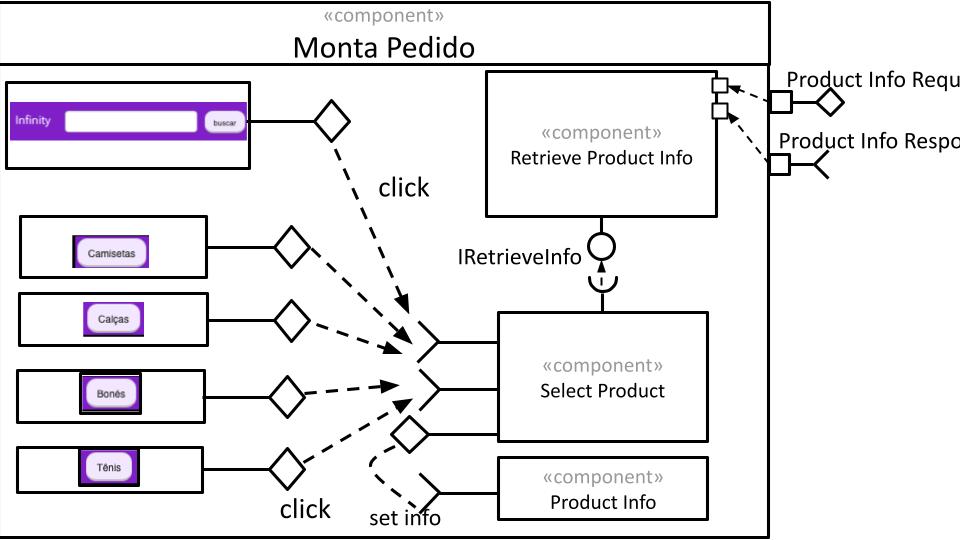 «component»
Monta Pedido
Infinity
buscar
click
Camisetas
Calças
Bonés
Tênis
click
set info
«component»
Retrieve Product Info
IRetrieveInfo
«component»
Select Product
«component»
Product Info
Product Info Requ
Product Info Respo